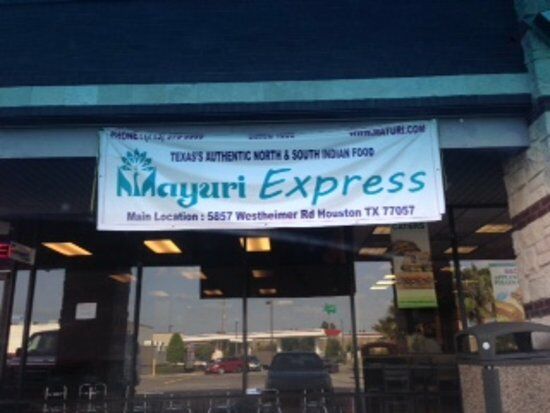 WWW.MAYURI.COM
TEXAS'S AUTHENTIC NORTH & SOUTH INDIAN FOOD
Mayuri Express
Main Location : 5857 Westheimer Rd Houston TX 77057